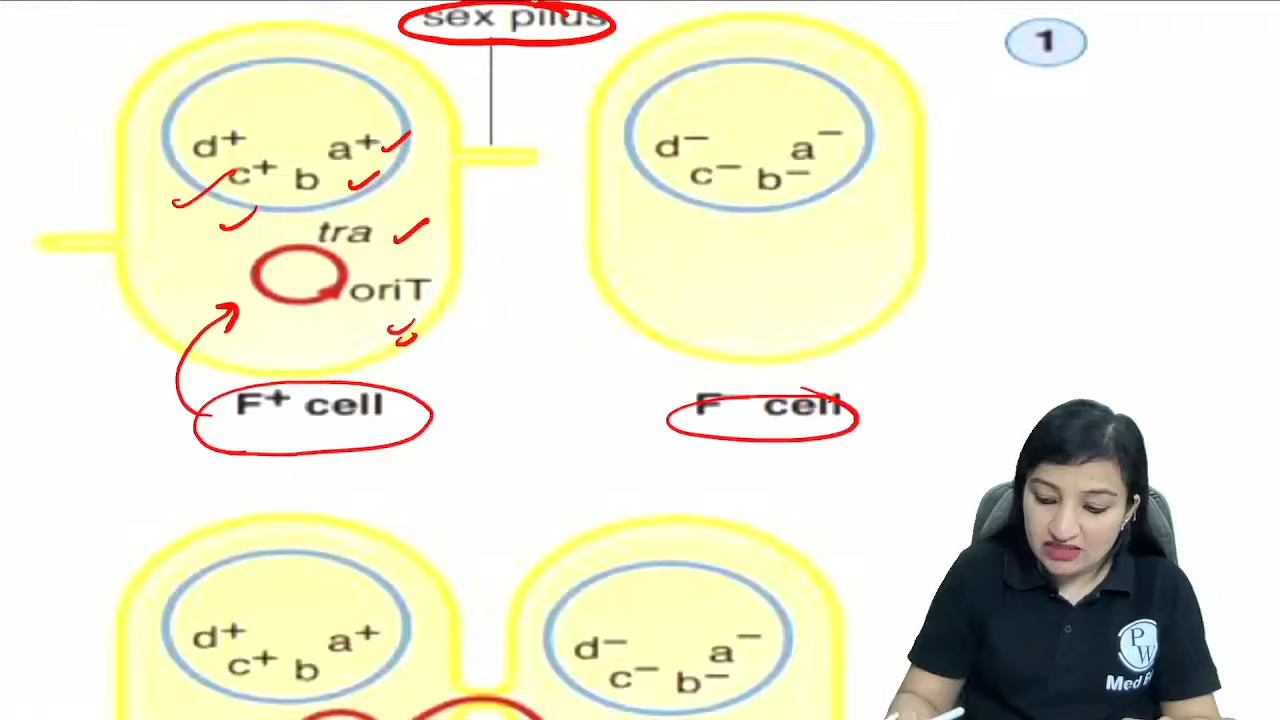 sex pilus
1
d+ a+
c+ b
d– a–
c– b–
tra
oriT
F+ cell
F cell
d+ a+
c+ b
d– a–
c– b–
PW
Med